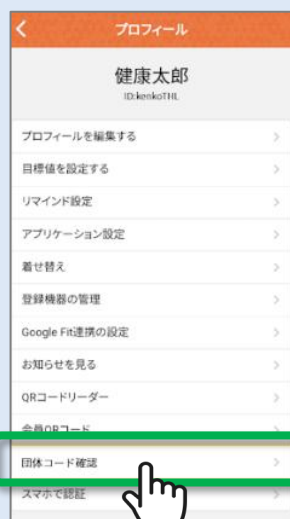 プロフィール
健康太郎
ID:kenkoTHL
プロフィールを編集する
目標値を設定する
リマインド設定
アプリケーション設定
着せ替え
登録機器の管理
Google Fit連携の設定
お知らせを見る
QRコードリーダー
会員QRコード
団体コード確認
スマホで認証